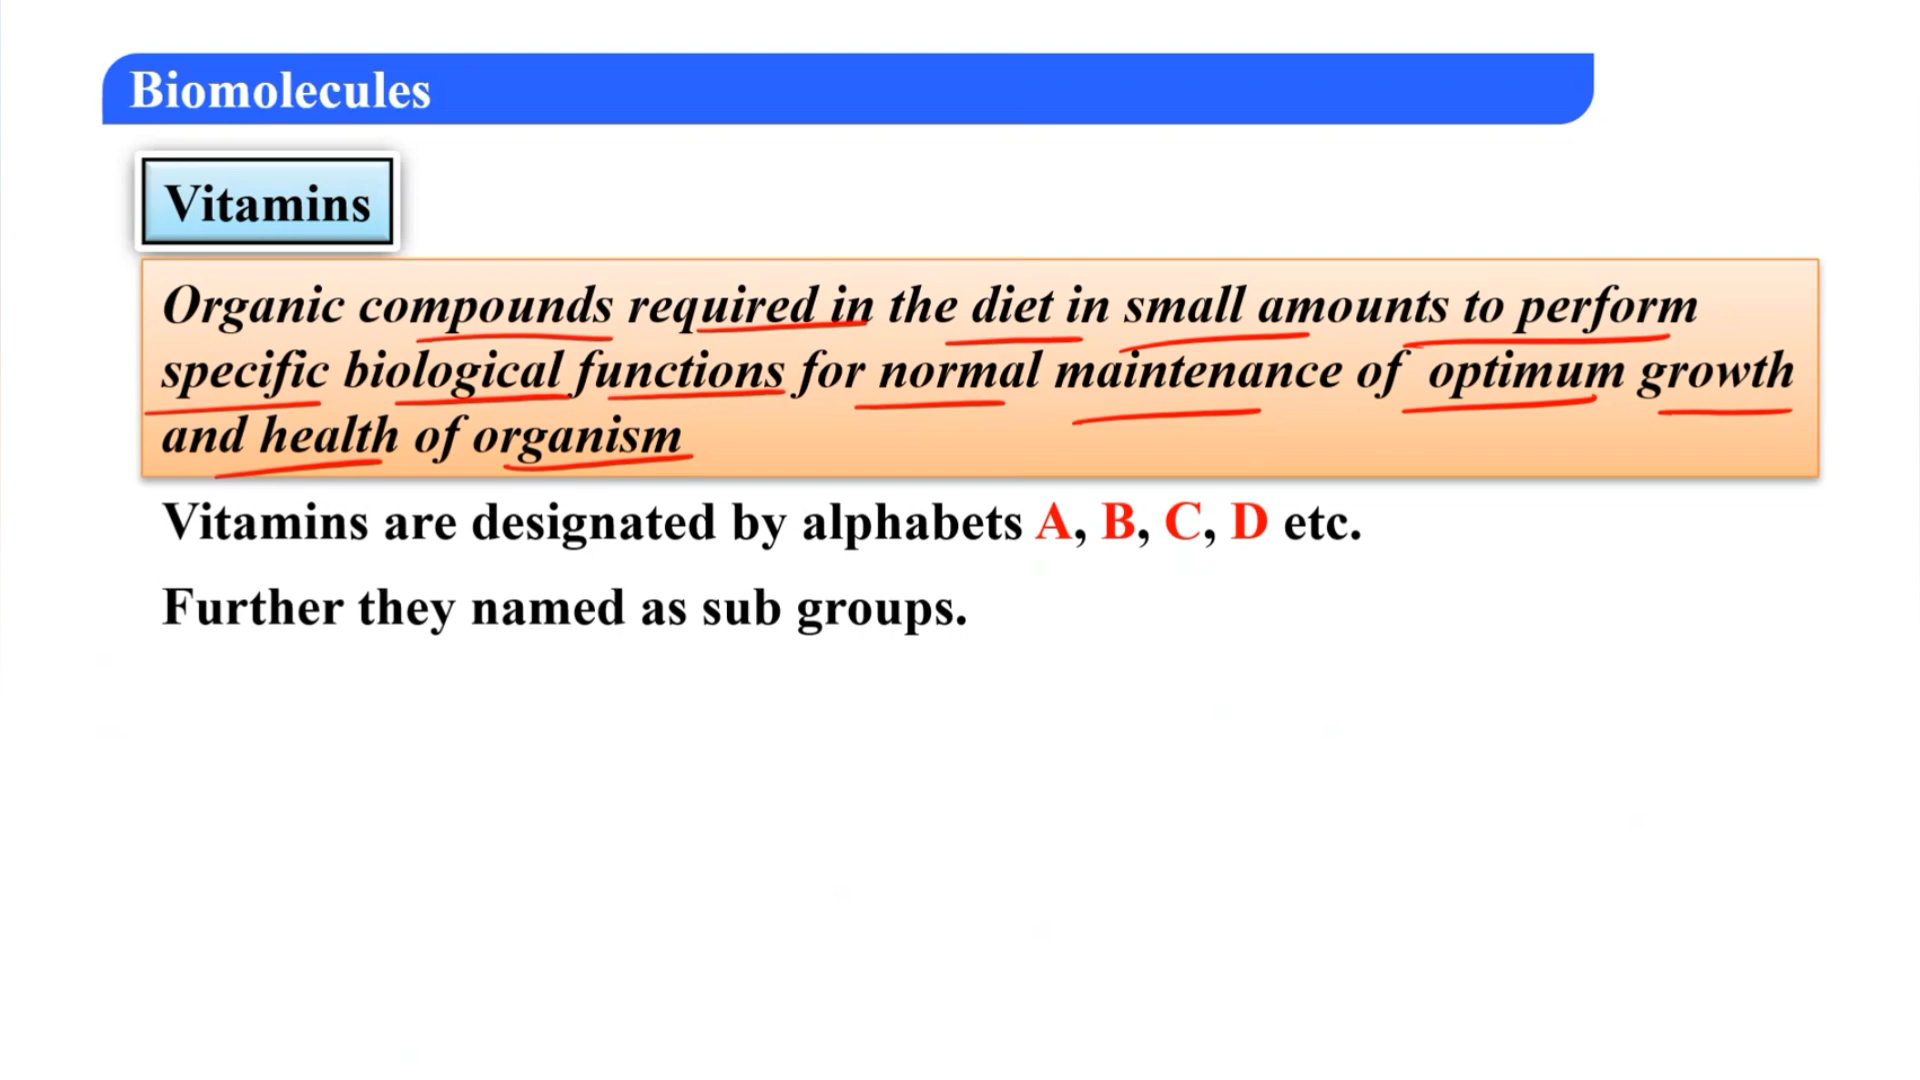 Biomolecules
Vitamins
Organic compounds required in the diet in small amounts to perform
specific biological functions for normal maintenance of optimum growth
and health of organism
Vitamins are designated by alphabets A, B, C, D etc.
Further they named as sub groups.